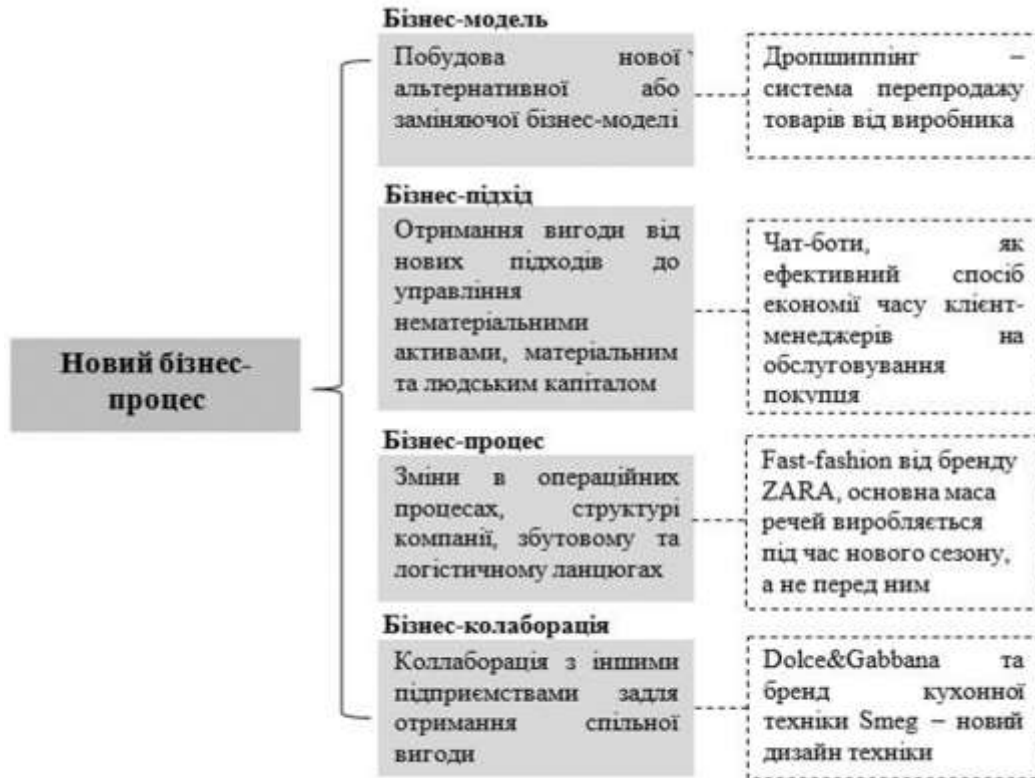 Новий бізнес-
процес
Бізнес-модель
Побудова нової
альтернативної або
заміняючої бізнес-моделі
Дропшиппінг –
система перепродажу
товарів від виробника
Бізнес-підхід
Отримання вигоди від
нових підходів до
управління
нематеріальними
активами, матеріальним
та людським капіталом
Чат-боти, як
ефективний спосіб
економії часу клієнт-
менеджерів на
обслуговування
покупця
Бізнес-процес
Зміни в операційних
процесах, структурі
компанії, збутовому та
логістичному ланцюгах
Fast-fashion від бренду
ZARA, основна маса
речей виробляється
під час нового сезону,
а не перед ним
Бізнес-колаборація
Коллаборація з іншими
підприємствами задля
отримання спільної
вигоди
Dolce&Gabbana та
бренд кухонної
техніки Smeg – новий
дизайн техніки